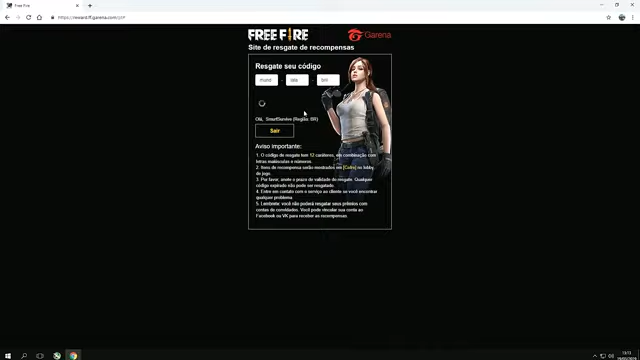 Free Fire
https://reward.ff.garena.com/pt#
FREE FIRE Garena
Site de resgate de recompensas
Resgate seu código
Olá, SmartSurvive (Região: BR)
Sair
Aviso importante:
1. O código de resgate tem 12 caráteres, em combinação com
letras maiúsculas e números.
2. Itens de recompensa serão mostrados em [Cofre] no lobby
do jogo.
3. Por favor, anote o prazo de validade do resgate. Qualquer
código expirado não pode ser resgatado.
4. Entre em contato com o serviço ao cliente se você encontrar
qualquer problema.
5. Lembrete: você não poderá resgatar seus prêmios com
contas de convidados. Você pode vincular sua conta ao
Facebook ou VK para receber as recompensas.